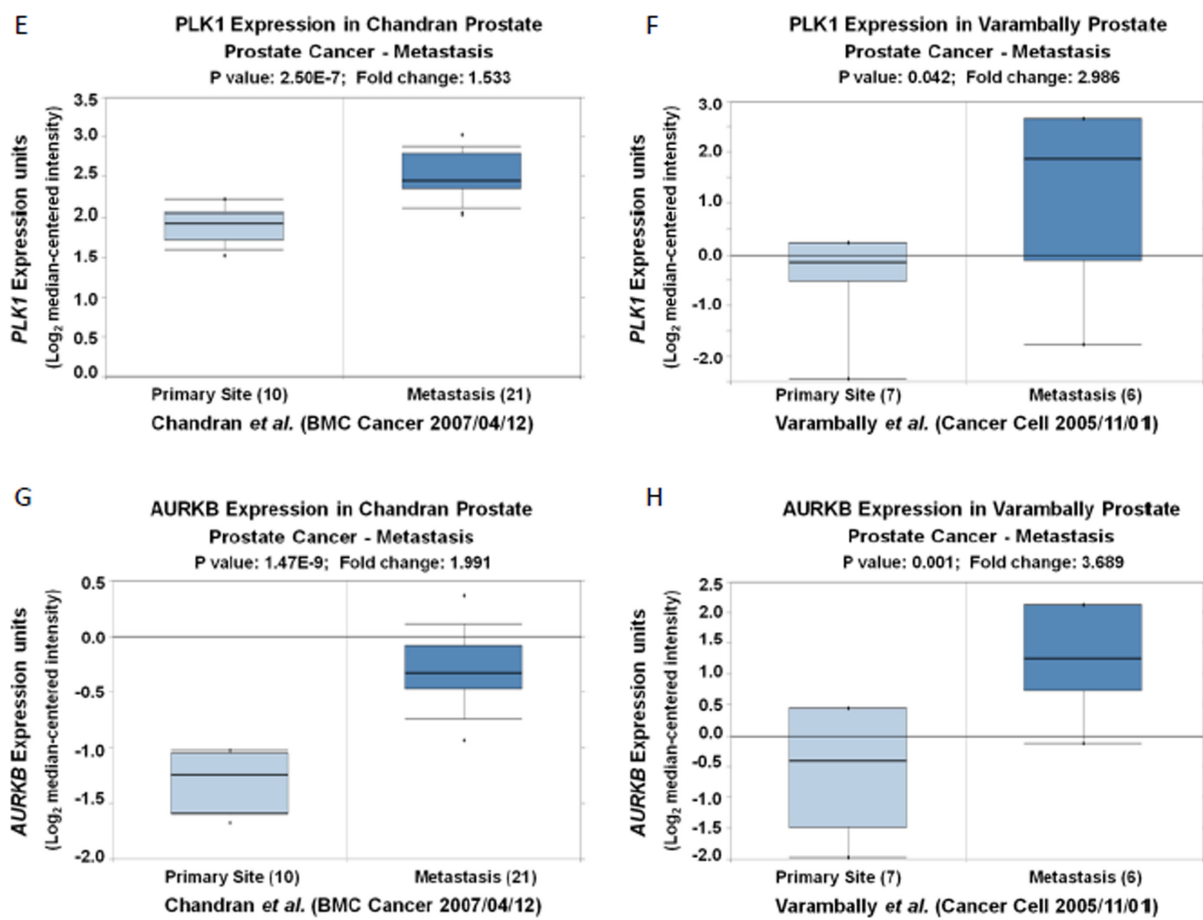 E
PLK1 Expression in Chandran Prostate
Prostate Cancer - Metastasis
P value: 2.50E-7; Fold change: 1.533
PLK1 Expression units
(Log2 median-centered intensity)
3.5
3.0
2.5
2.0
1.5
1.0
0.5
0.0
Primary Site (10)
Metastasis (21)
Chandran et al. (BMC Cancer 2007/04/12)
F
PLK1 Expression in Varambally Prostate
Prostate Cancer - Metastasis
P value: 0.042; Fold change: 2.986
PLK1 Expression units
(Log2 median-centered intensity)
3.0
2.0
1.0
0.0
-1.0
-2.0
Primary Site (7)
Metastasis (6)
Varambally et al. (Cancer Cell 2005/11/01)
G
AURKB Expression in Chandran Prostate
Prostate Cancer - Metastasis
P value: 1.47E-9; Fold change: 1.991
AURKB Expression units
(Log2 median-centered intensity)
0.5
0.0
-0.5
-1.0
-1.5
-2.0
Primary Site (10)
Metastasis (21)
Chandran et al. (BMC Cancer 2007/04/12)
H
AURKB Expression in Varambally Prostate
Prostate Cancer - Metastasis
P value: 0.001; Fold change: 3.689
AURKB Expression units
(Log2 median-centered intensity)
2.5
2.0
1.5
1.0
0.5
0.0
-0.5
-1.0
-1.5
-2.0
Primary Site (7)
Metastasis (6)
Varambally et al. (Cancer Cell 2005/11/01)